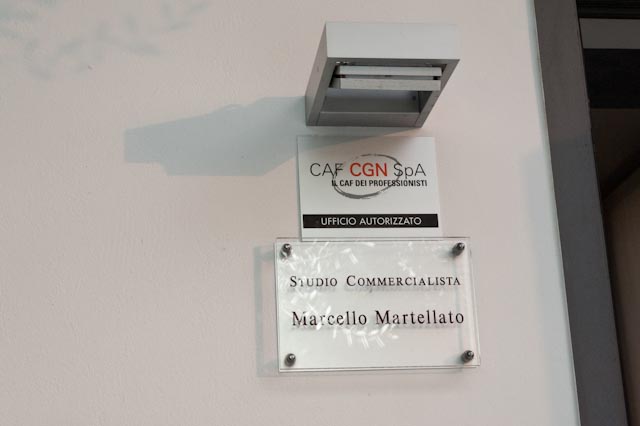 CAF CGN SpA
IL CAF DEI PROFESSIONISTI
UFFICIO AUTORIZZATO
STUDIO COMMERCIALISTA
Marcello Martellato